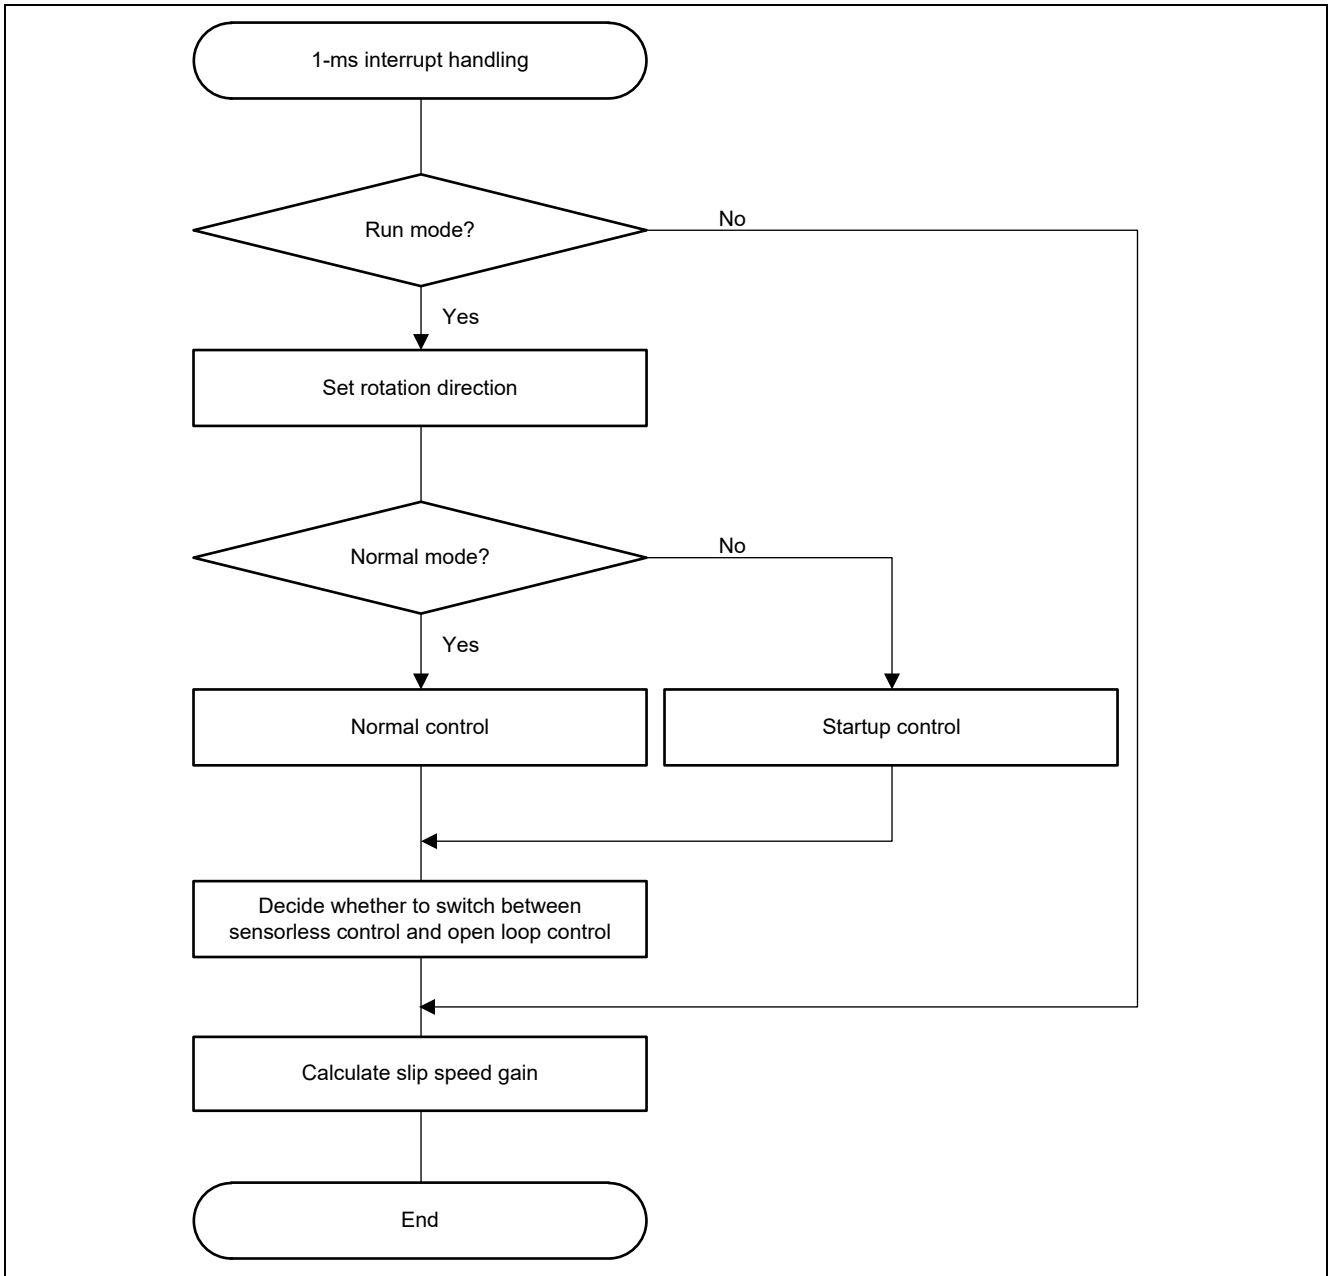 1-ms interrupt handling
Run mode?
No
Yes
Set rotation direction
Normal mode?
No
Yes
Normal control
Startup control
Decide whether to switch between
sensorless control and open loop control
Calculate slip speed gain
End